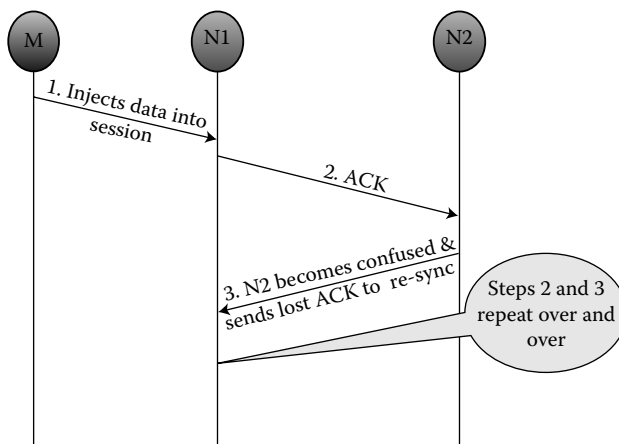 M
N1
N2
1. Injects data into
session
2. ACK
3. N2 becomes confused &
sends lost ACK to re-sync
Steps 2 and 3
repeat over and
over